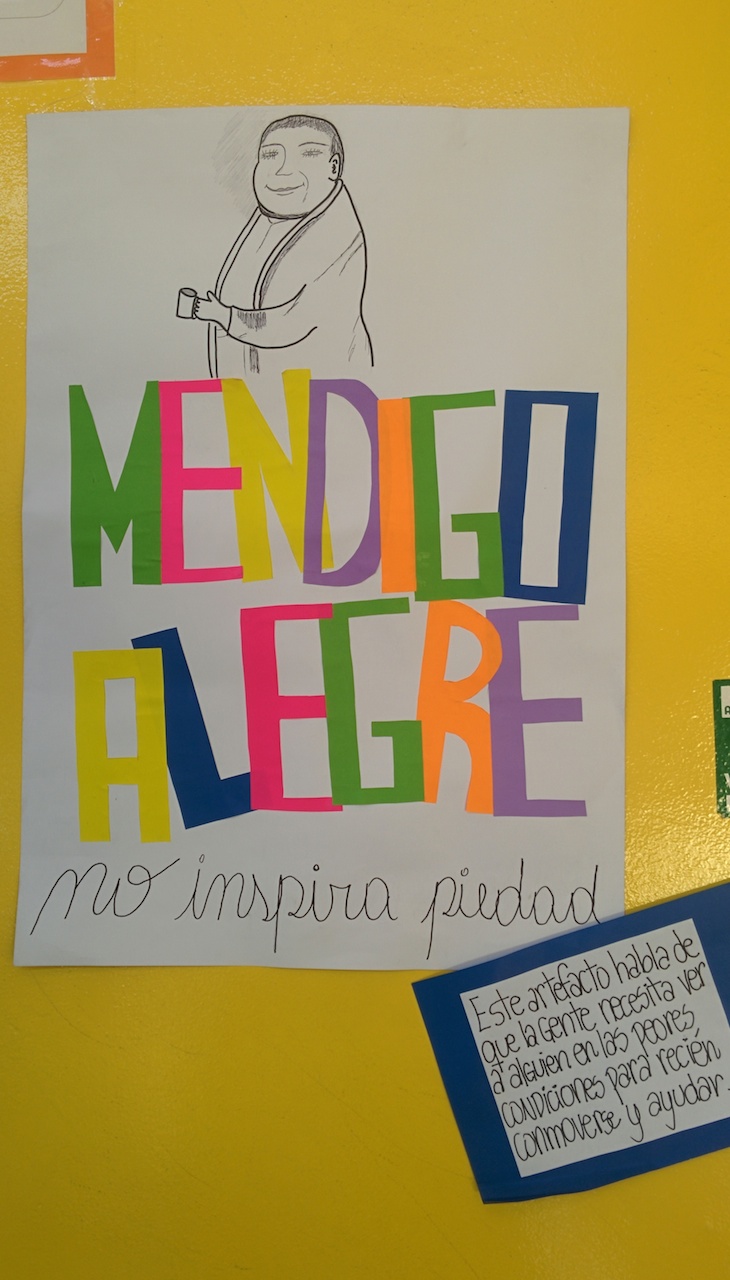 MENDIGO
ALEGRE
no inspira piedad
Este artefacto habla de
que la Gente necesita ver
a alguien en las peores
condiciones para recién
conmoverse y ayudar.